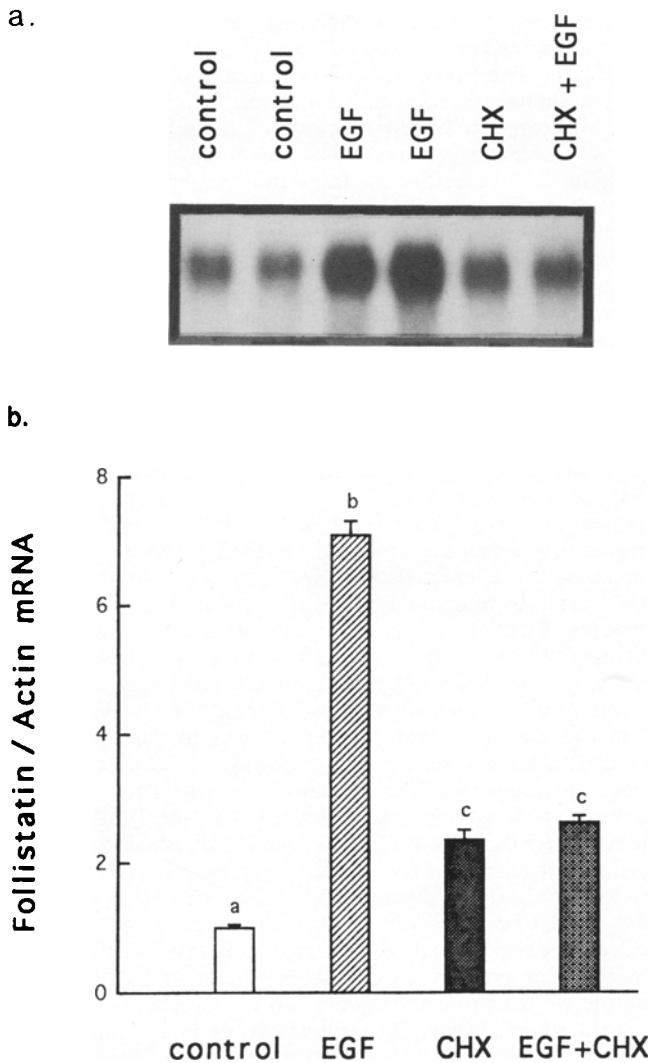 a.
control control EGF EGF CHX CHX + EGF
b.
Follistatin / Actin mRNA
8
6
4
2
0
a
b
c
c
control EGF CHX EGF+CHX